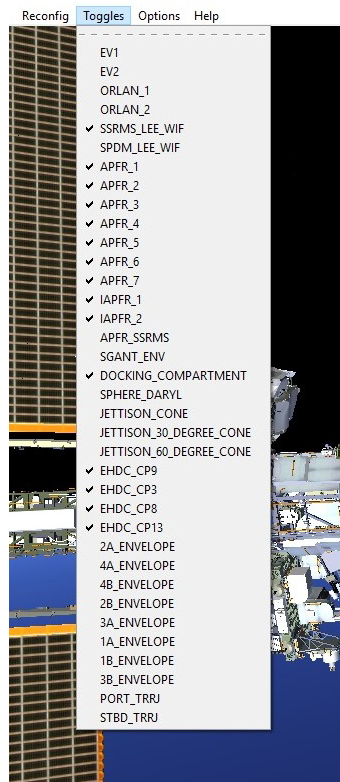 Reconfig Toggles Options Help
EV1
EV2
ORLAN_1
ORLAN_2
SSRMS_LEE_WIF
SPDM_LEE_WIF
APFR_1
APFR_2
APFR_3
APFR_4
APFR_5
APFR_6
APFR_7
IAPFR_1
IAPFR_2
APFR_SSRMS
SGANT_ENV
DOCKING_COMPARTMENT
SPHERE_DARYL
JETTISON_CONE
JETTISON_30_DEGREE_CONE
JETTISON_60_DEGREE_CONE
EHDC_CP9
EHDC_CP3
EHDC_CP8
EHDC_CP13
2A_ENVELOPE
4A_ENVELOPE
4B_ENVELOPE
2B_ENVELOPE
3A_ENVELOPE
1A_ENVELOPE
1B_ENVELOPE
3B_ENVELOPE
PORT_TRRJ
STBD_TRRJ